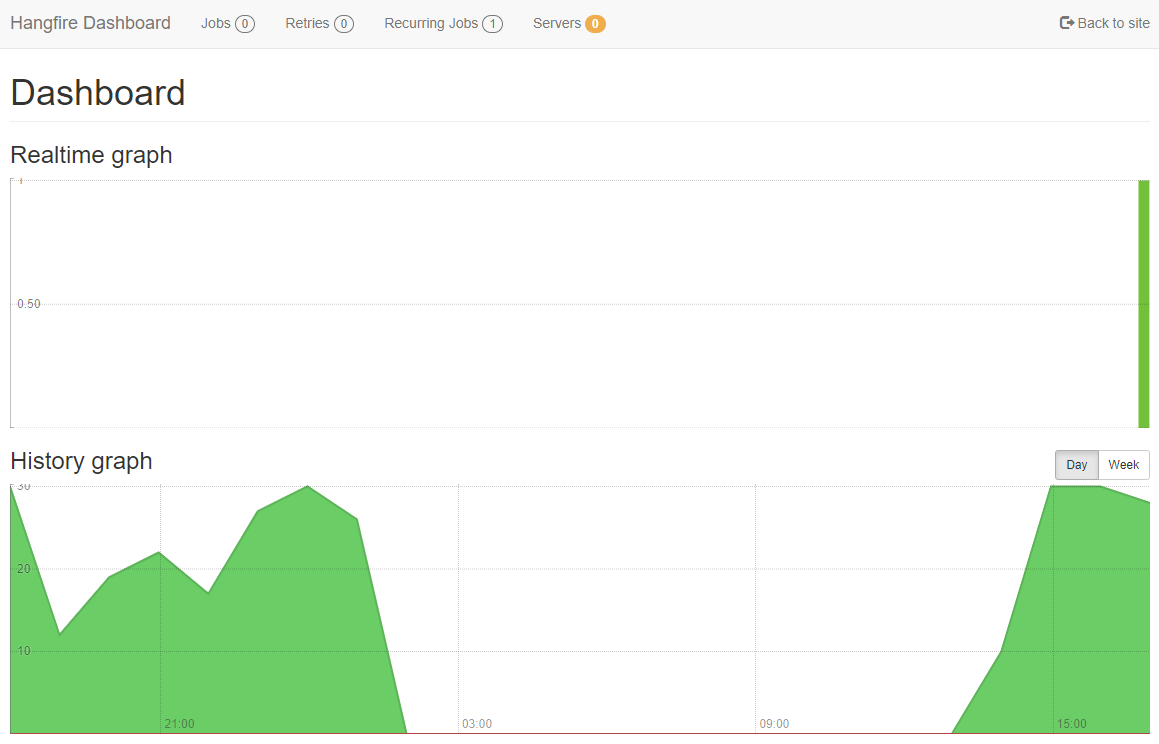 Hangfire Dashboard Jobs 0 Retries 0 Recurring Jobs 1 Servers 0 Back to site
Dashboard
Realtime graph
0.50
History graph
Day Week
30
20
10
21:00 03:00 09:00 15:00